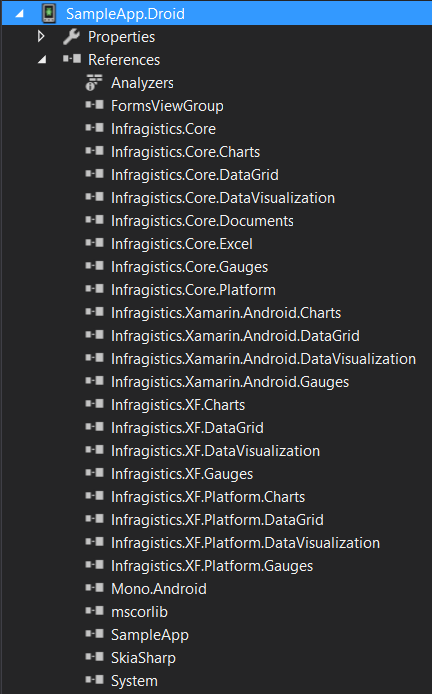 SampleApp.Droid
Properties
References
Analyzers
FormsViewGroup
Infragistics.Core
Infragistics.Core.Charts
Infragistics.Core.DataGrid
Infragistics.Core.DataVisualization
Infragistics.Core.Documents
Infragistics.Core.Excel
Infragistics.Core.Gauges
Infragistics.Core.Platform
Infragistics.Xamarin.Android.Charts
Infragistics.Xamarin.Android.DataGrid
Infragistics.Xamarin.Android.DataVisualization
Infragistics.Xamarin.Android.Gauges
Infragistics.XF.Charts
Infragistics.XF.DataGrid
Infragistics.XF.DataVisualization
Infragistics.XF.Gauges
Infragistics.XF.Platform.Charts
Infragistics.XF.Platform.DataGrid
Infragistics.XF.Platform.DataVisualization
Infragistics.XF.Platform.Gauges
Mono.Android
mscorlib
SampleApp
SkiaSharp
System